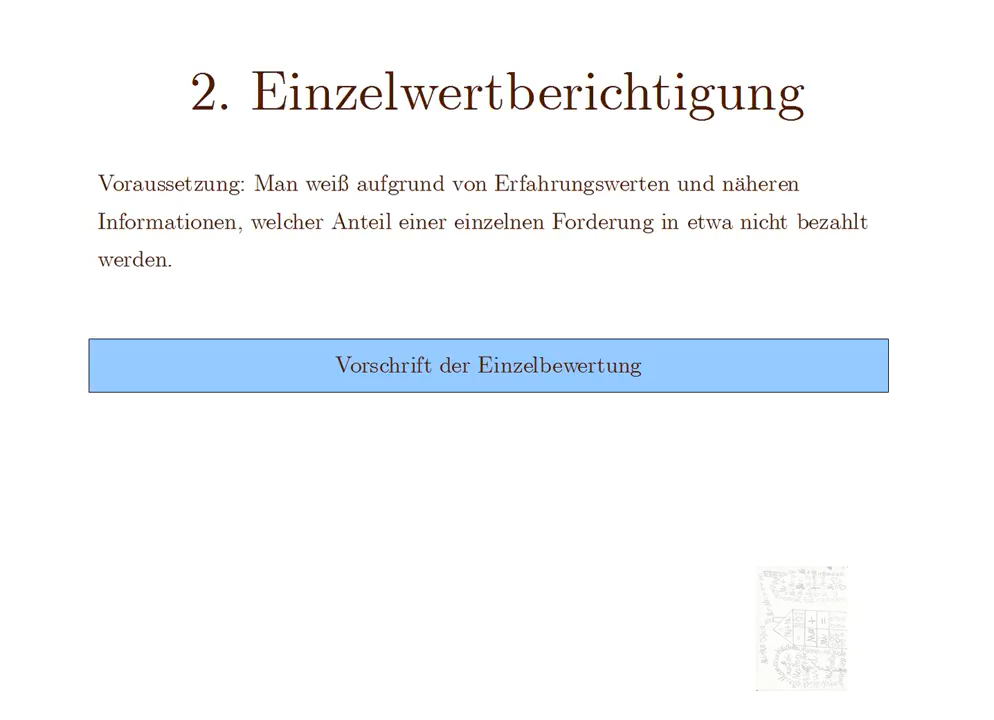 2. Einzelwertberichtigung
Voraussetzung: Man weiß aufgrund von Erfahrungswerten und näheren
Informationen, welcher Anteil einer einzelnen Forderung in etwa nicht bezahlt
werden.
Vorschrift der Einzelbewertung